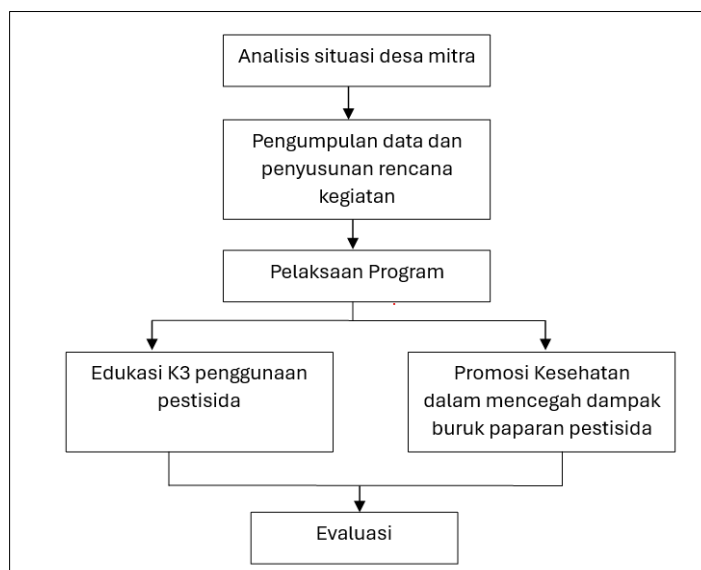 Analisis situasi desa mitra
Pengumpulan data dan
penyusunan rencana
kegiatan
Pelaksaan Program
Edukasi K3 penggunaan
pestisida
Promosi Kesehatan
dalam mencegah dampak
buruk paparan pestisida
Evaluasi